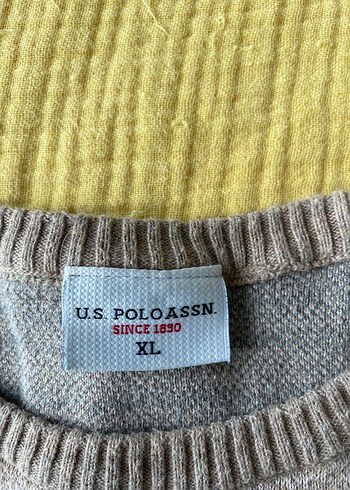 U.S. POLO ASSN.
SINCE 1890
XL